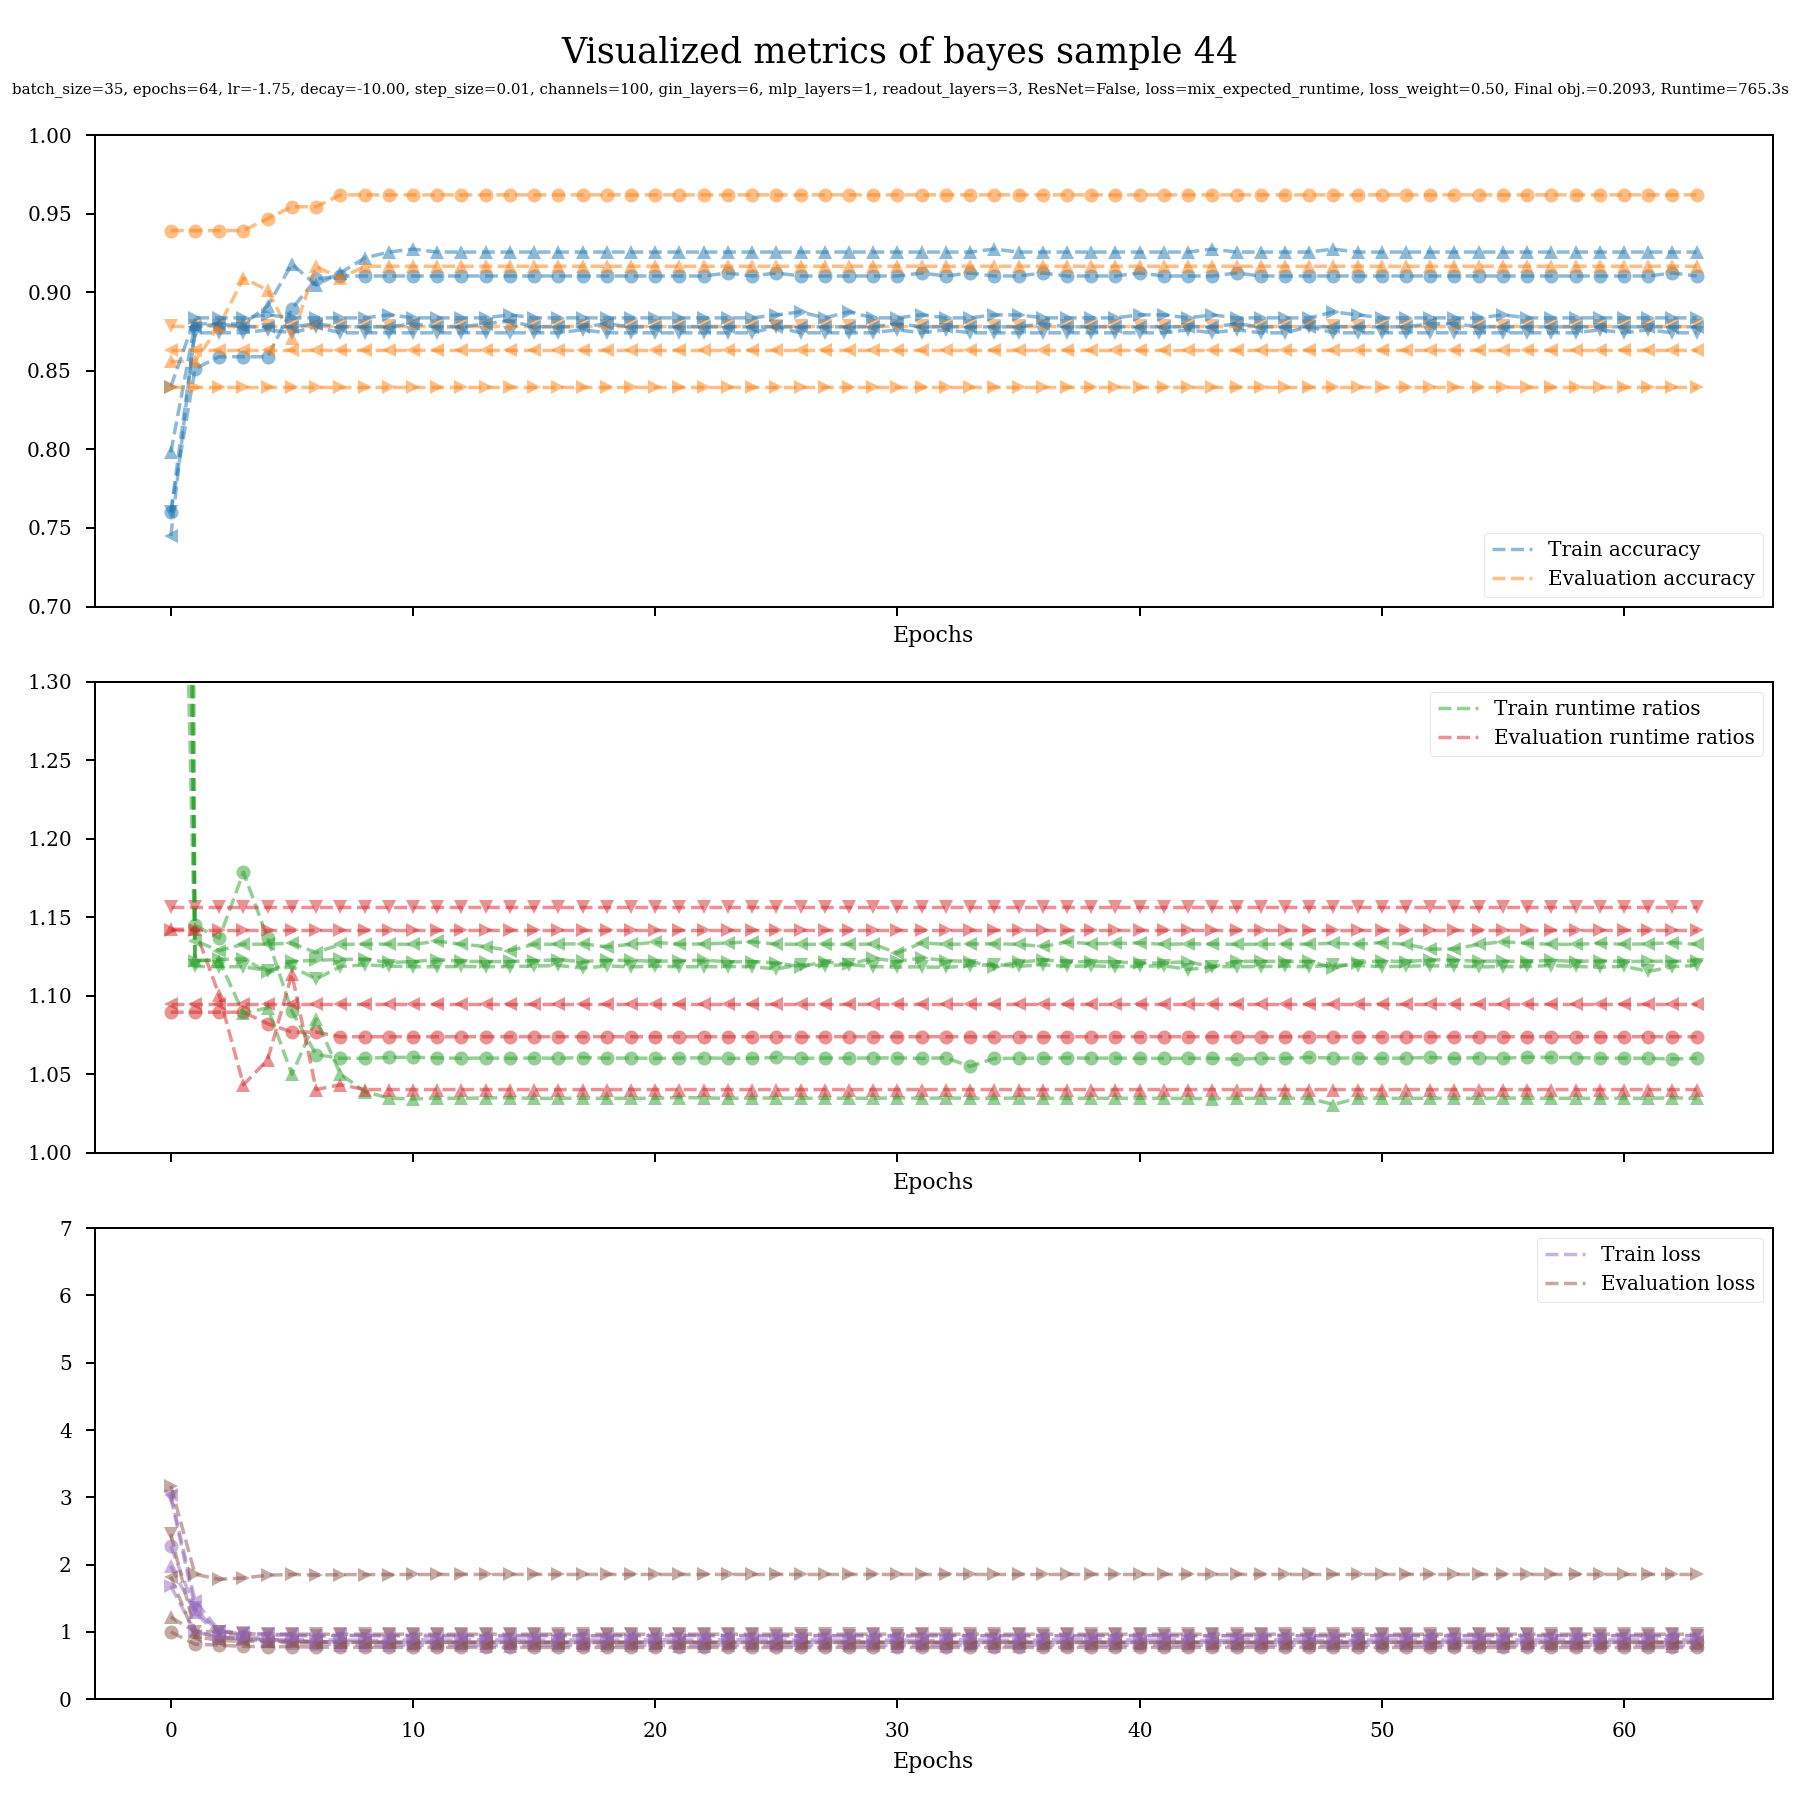 Visualized metrics of bayes sample 44
batch_size=35, epochs=64, lr=-1.75, decay=-10.00, step_size=0.01, channels=100, gin_layers=6, mlp_layers=1, readout_layers=3, ResNet=False, loss=mix_expected_runtime, loss_weight=0.50, Final obj.=0.2093, Runtime=765.3s
1.00
0.95
0.90
0.85
0.80
0.75
0.70
Train accuracy
Evaluation accuracy
Epochs
1.30
1.25
1.20
1.15
1.10
1.05
1.00
Train runtime ratios
Evaluation runtime ratios
Epochs
7
6
5
4
3
2
1
0
Train loss
Evaluation loss
0 10 20 30 40 50 60
Epochs